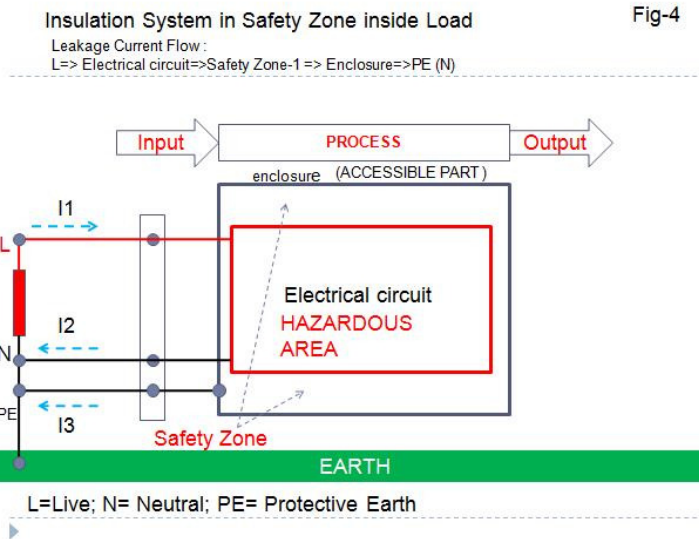 Insulation System in Safety Zone inside Load
Fig-4
Leakage Current Flow :
L=> Electrical circuit=>Safety Zone-1 => Enclosure=>PE (N)
Input
PROCESS
Output
enclosure (ACCESSIBLE PART )
I1
L
Electrical circuit
HAZARDOUS
AREA
I2
N
PE
I3
Safety Zone
EARTH
L=Live; N= Neutral; PE= Protective Earth